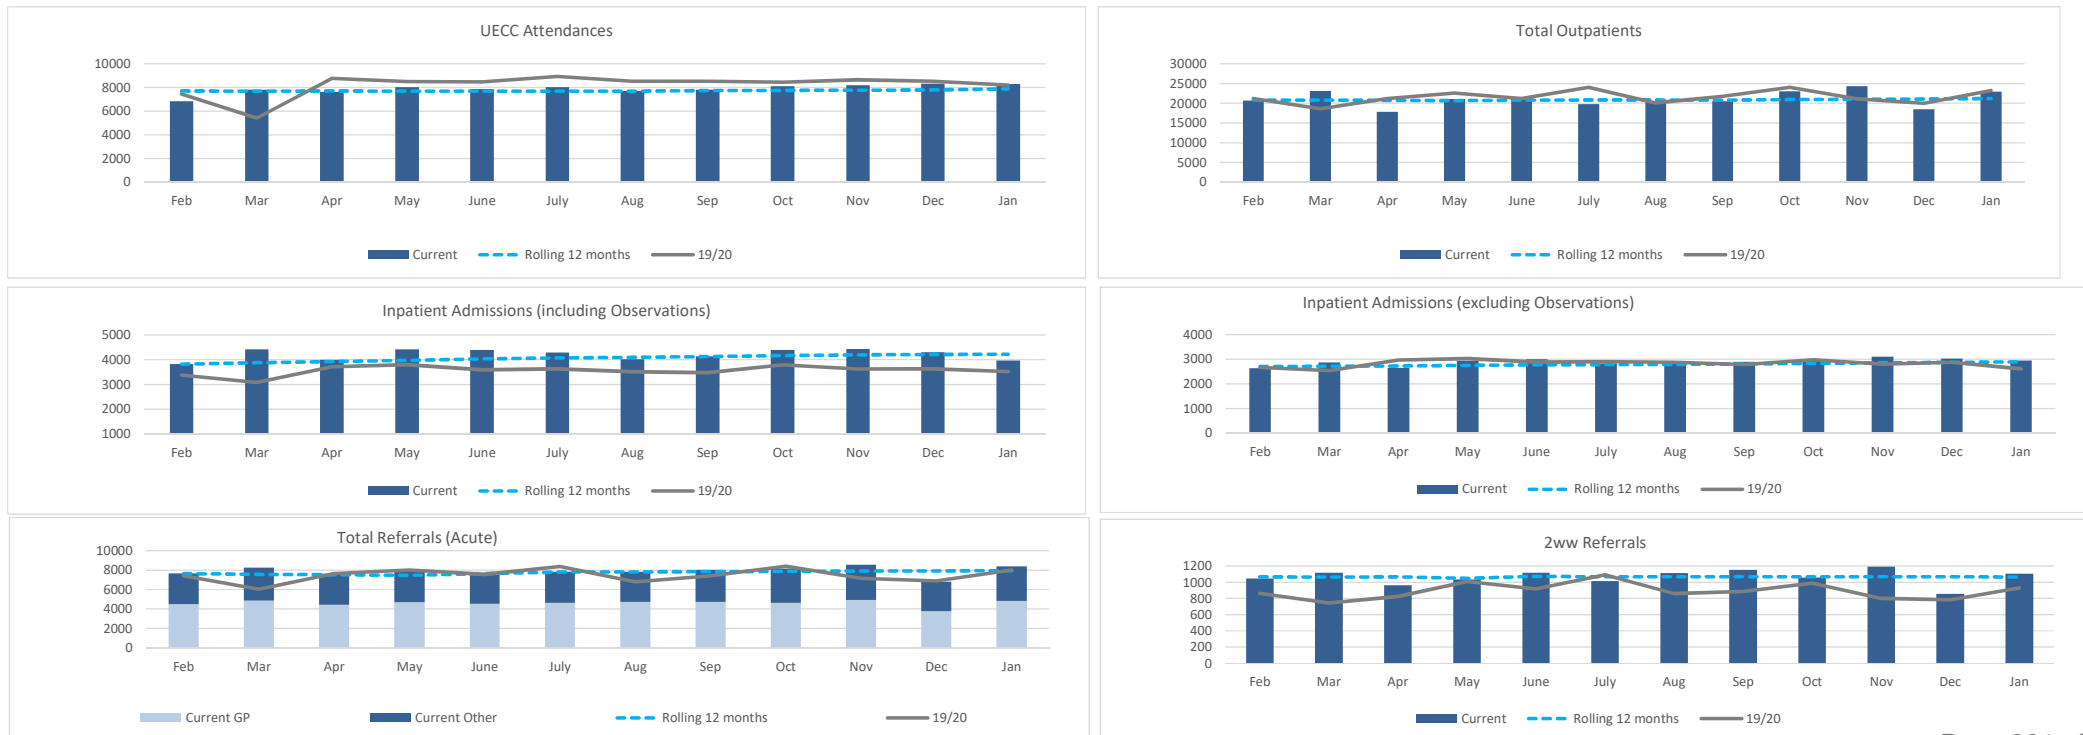 UECC Attendances
10000
8000
6000
4000
2000
0
Feb Mar Apr May June July Aug Sep Oct Nov Dec Jan
Current Rolling 12 months 19/20
Total Outpatients
30000
25000
20000
15000
10000
5000
0
Feb Mar Apr May June July Aug Sep Oct Nov Dec Jan
Current Rolling 12 months 19/20
Inpatient Admissions (including Observations)
5000
4000
3000
2000
1000
Feb Mar Apr May June July Aug Sep Oct Nov Dec Jan
Current Rolling 12 months 19/20
Inpatient Admissions (excluding Observations)
4000
3000
2000
1000
0
Feb Mar Apr May June July Aug Sep Oct Nov Dec Jan
Current Rolling 12 months 19/20
Total Referrals (Acute)
10000
8000
6000
4000
2000
0
Feb Mar Apr May June July Aug Sep Oct Nov Dec Jan
Current GP Current Other Rolling 12 months 19/20
2ww Referrals
1200
1000
800
600
400
200
0
Feb Mar Apr May June July Aug Sep Oct Nov Dec Jan
Current Rolling 12 months 19/20